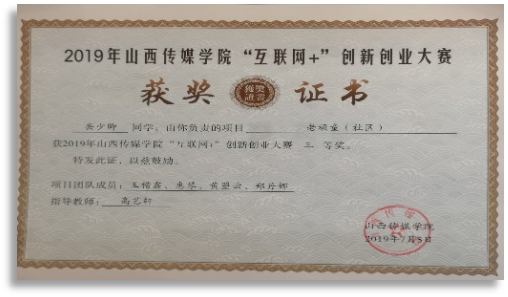 2019年山西传媒学院“互联网+”创新创业大赛
获奖 证书
同学，由你负责的项目 老顽童（社区）
获2019年山西传媒学院“互联网+”创新创业大赛 三 等奖。
特发此证，以兹鼓励。
项目团队成员：
指导教师：高艺轩
山西传媒学院
2019年7月5日